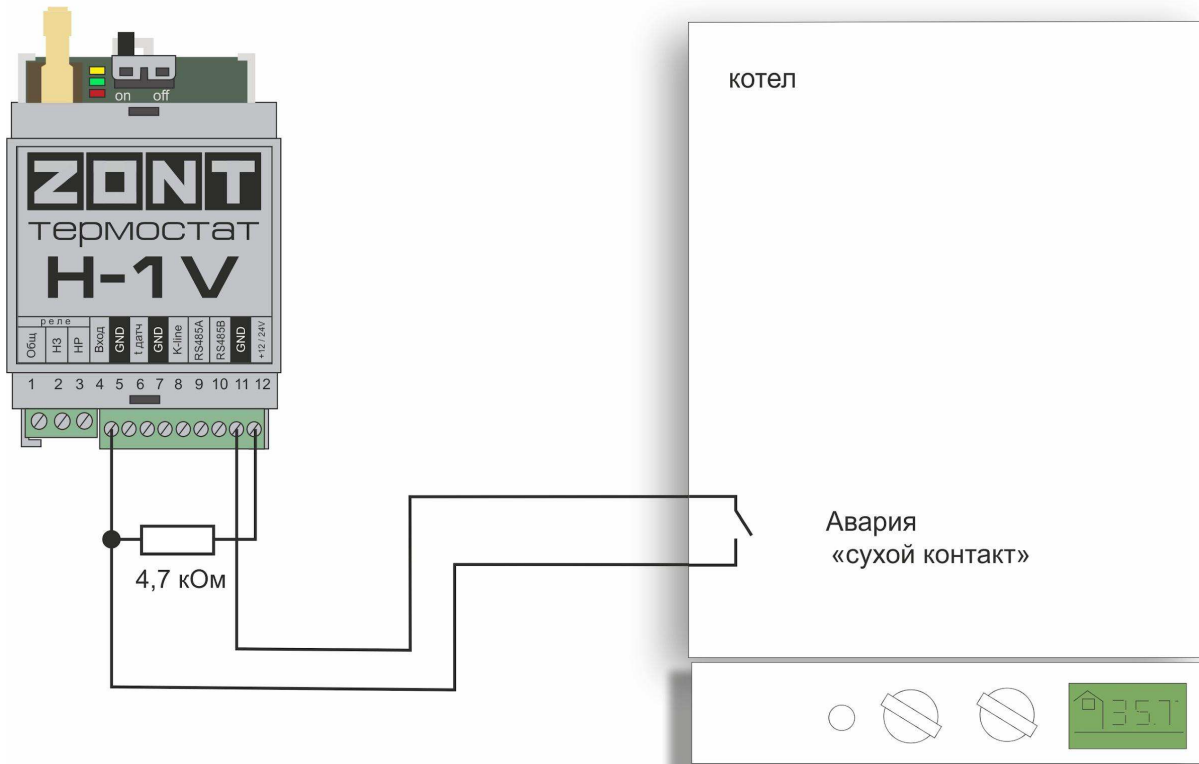 котел
on off
ZONT
термостат
H-1V
реле
Общ НЗ НР Вход GND t датч GND K-line RS485A RS485B GND +12 / 24V
1 2 3 4 5 6 7 8 9 10 11 12
4,7 кОм
Авария
«сухой контакт»
35.7